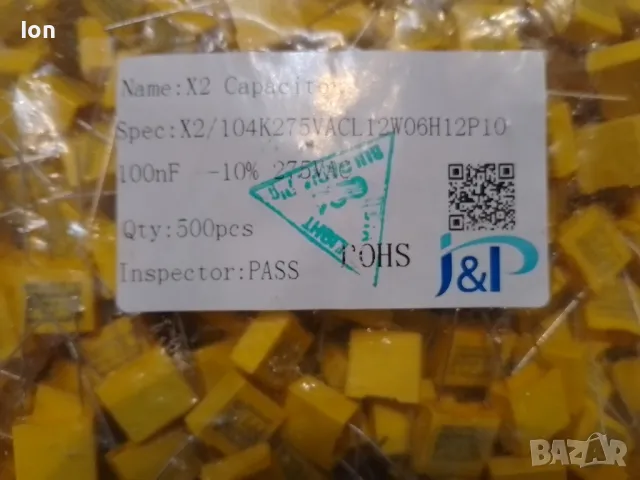 Ion
Name:X2 Capacitor
Spec:X2/104K275VACL12W06H12P10
100nF -10% 275VAC
Qty:500pcs
Inspector:PASS
ROHS
J&P
BAZAR